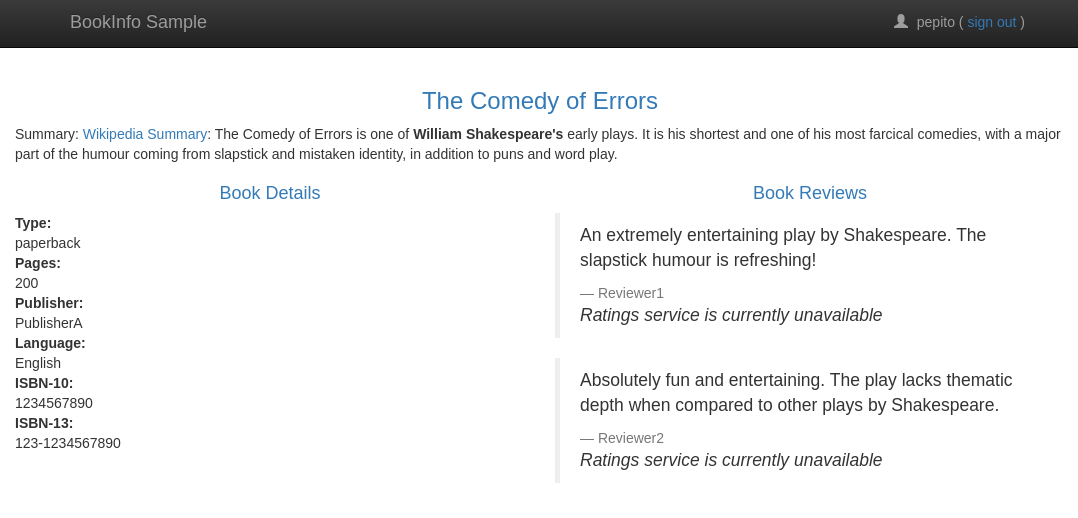 BookInfo Sample
pepito ( sign out )
The Comedy of Errors
Summary: Wikipedia Summary: The Comedy of Errors is one of William Shakespeare's early plays. It is his shortest and one of his most farcical comedies, with a major
part of the humour coming from slapstick and mistaken identity, in addition to puns and word play.
Book Details
Type:
paperback
Pages:
200
Publisher:
PublisherA
Language:
English
ISBN-10:
1234567890
ISBN-13:
123-1234567890
Book Reviews
An extremely entertaining play by Shakespeare. The
slapstick humour is refreshing!
— Reviewer1
Ratings service is currently unavailable
Absolutely fun and entertaining. The play lacks thematic
depth when compared to other plays by Shakespeare.
— Reviewer2
Ratings service is currently unavailable